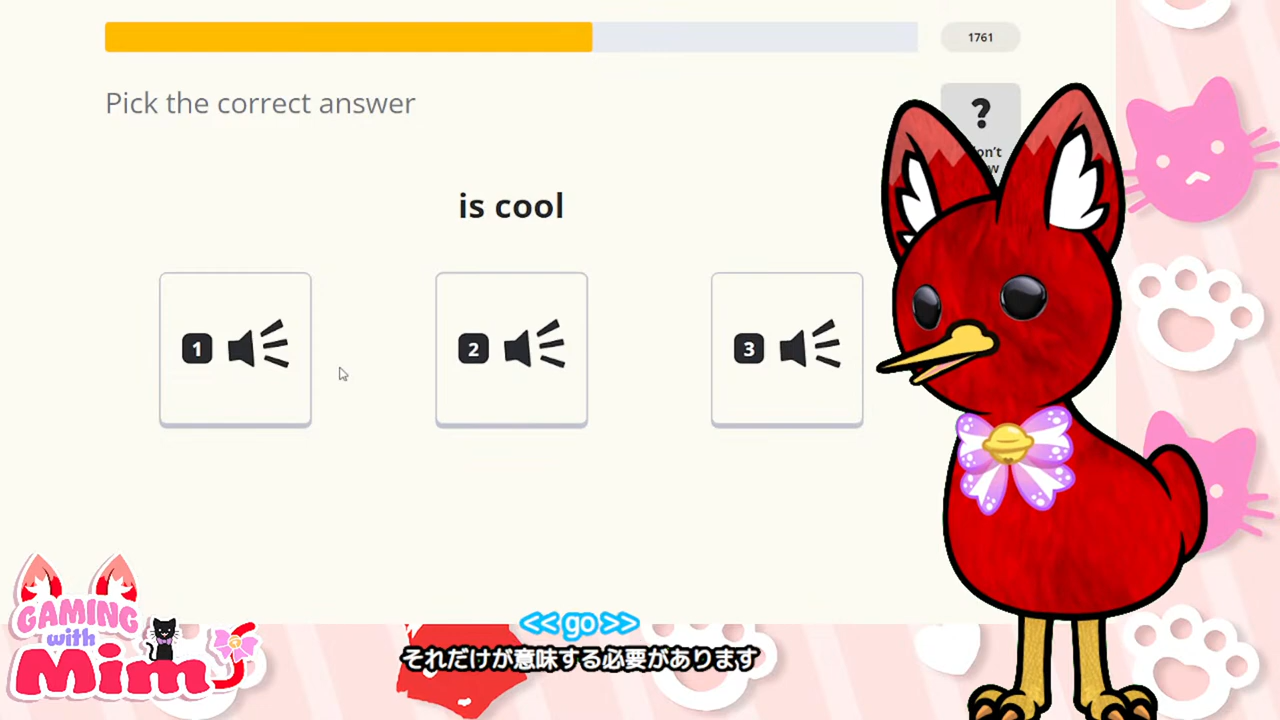 1761
Pick the correct answer
?
is cool
1
2
3
GAMING
with
Mim
<< go >>
それだけが意味する必要があります